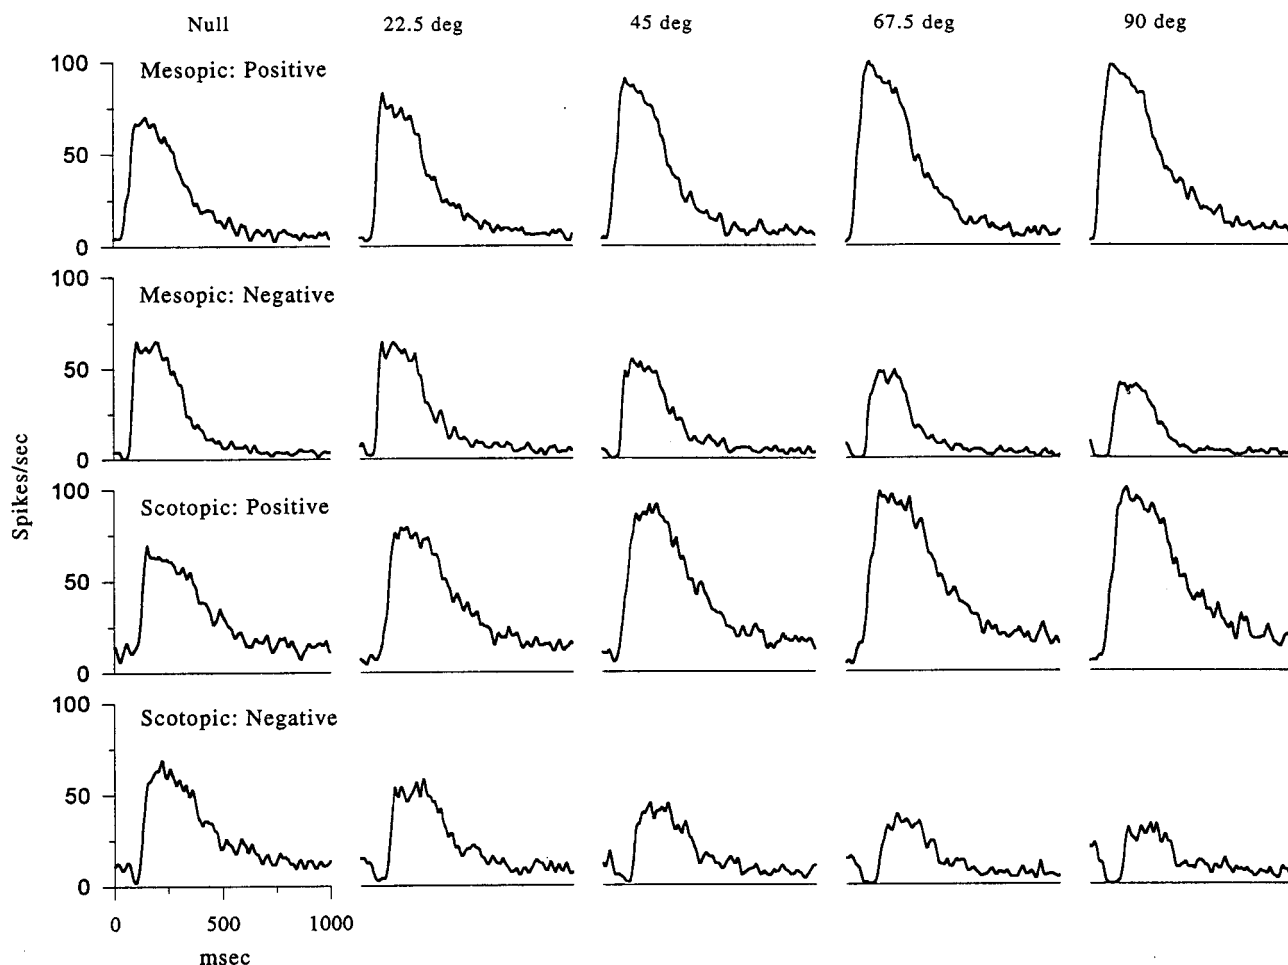 Null 22.5 deg 45 deg 67.5 deg 90 deg
100 Mesopic: Positive
50
0
100 Mesopic: Negative
50
0
Spikes/sec
100 Scotopic: Positive
50
0
100 Scotopic: Negative
50
0
0 500 1000
msec